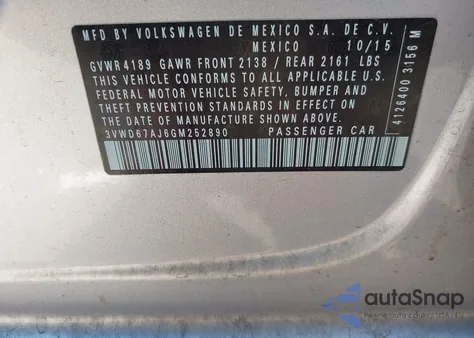 MFD BY VOLKSWAGEN DE MEXICO S.A. DE C.V.
MEXICO 10/15
GVWR4189 GAWR FRONT 2138 / REAR 2161 LBS
THIS VEHICLE CONFORMS TO ALL APPLICABLE U.S.
FEDERAL MOTOR VEHICLE SAFETY, BUMPER AND
THEFT PREVENTION STANDARDS IN EFFECT ON THE
DATE OF MANUFACTURE SHOWN ABOVE.
3VWD67AJ6GM252890 PASSENGER CAR
4126400 3156 M
autoSnap